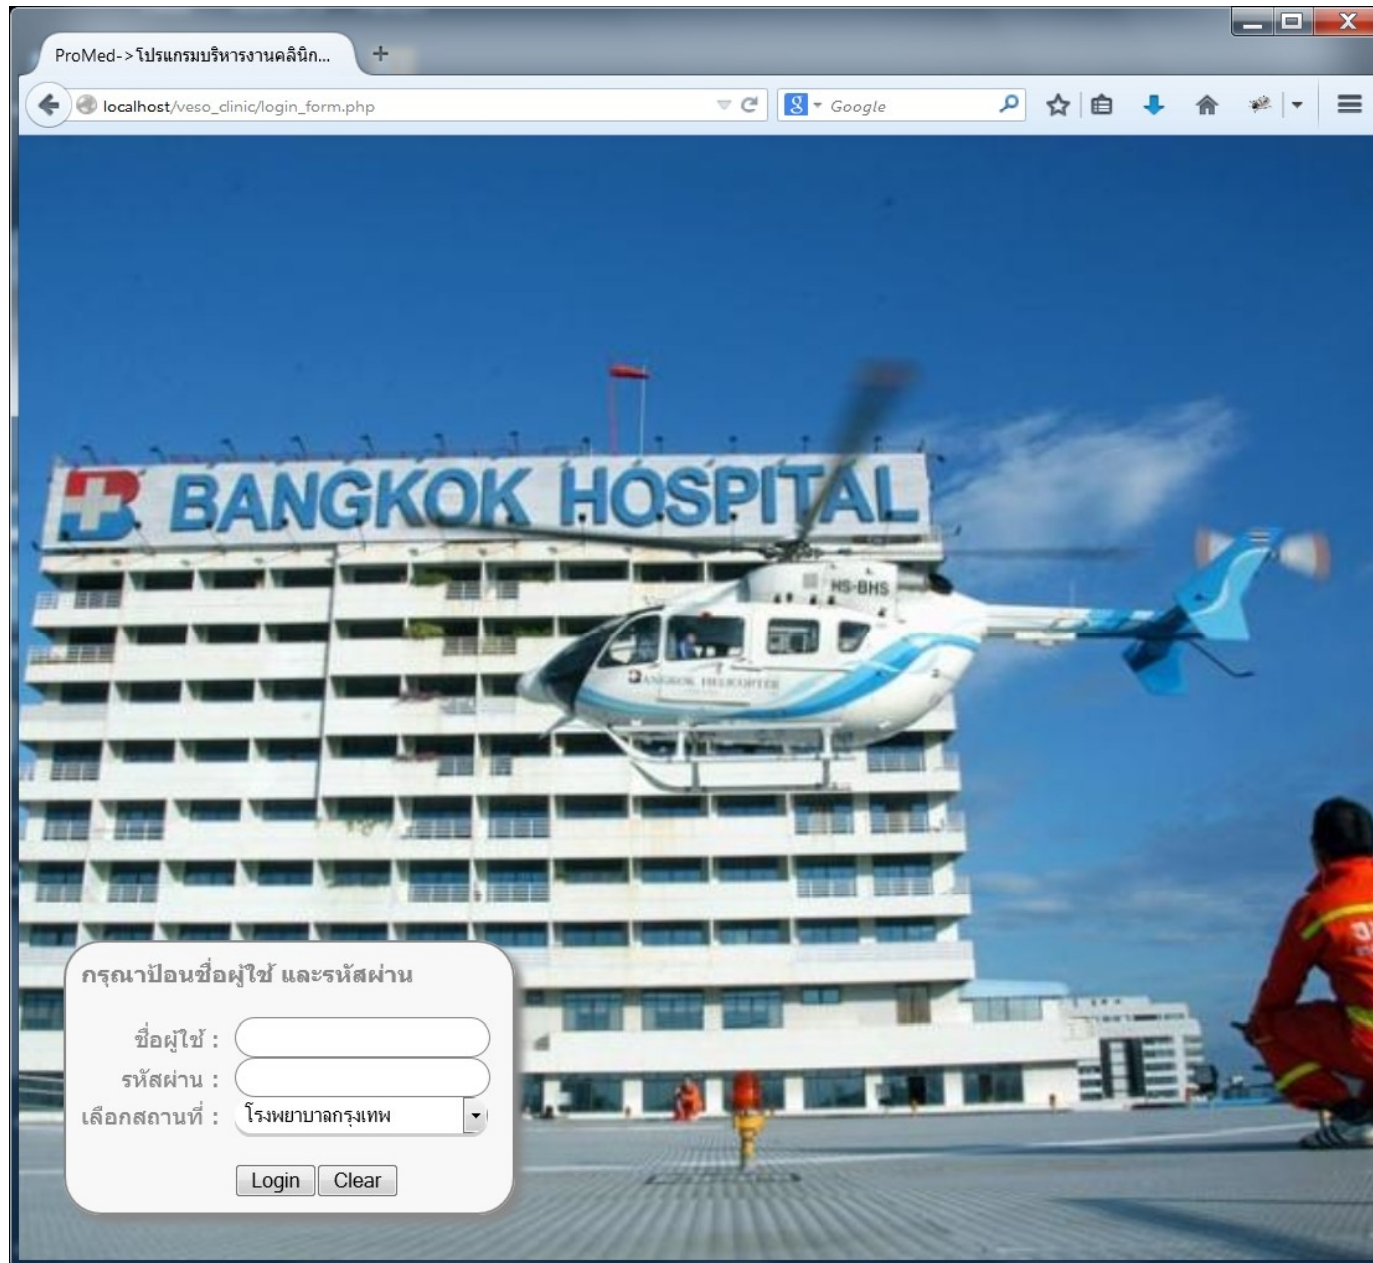 ProMed->โปรแกรมบริหารงานคลินิก...
localhost/veso_clinic/login_form.php
8 Google
B BANGKOK HOSPITAL
HS-BHS
BANGKOK HELICOPTER
กรุณาป้อนชื่อผู้ใช้ และรหัสผ่าน
ชื่อผู้ใช้ :
รหัสผ่าน :
เลือกสถานที่ : โรงพยาบาลกรุงเทพ
Login Clear